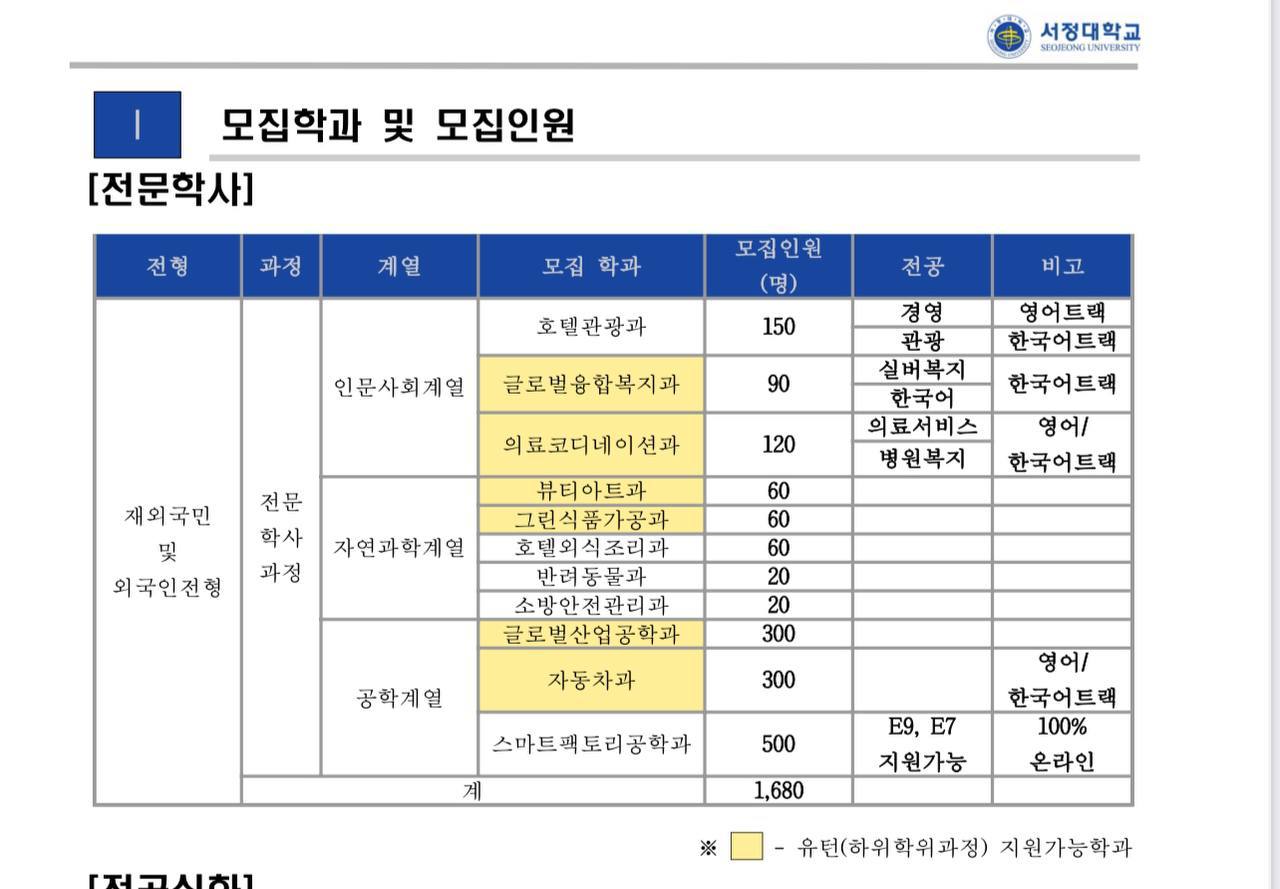 서정대학교
SEOJEONG UNIVERSITY
Ⅰ 모집학과 및 모집인원
[전문학사]
전형 과정 계열 모집 학과 모집인원 (명) 전공 비고
재외국민
및
외국인전형
전문
학사
과정
인문사회계열
호텔관광과 150 경영 영어트랙
관광 한국어트랙
글로벌융합복지과 90 실버복지 한국어트랙
한국어
의료코디네이션과 120 의료서비스 영어/
병원복지 한국어트랙
자연과학계열
뷰티아트과 60
그린식품가공과 60
호텔외식조리과 60
반려동물과 20
소방안전관리과 20
공학계열
글로벌산업공학과 300
자동차과 300 영어/
한국어트랙
스마트팩토리공학과 500 E9, E7 100%
지원가능 온라인
계 1,680
※ - 유턴(하위학위과정) 지원가능학과
[전공심화]